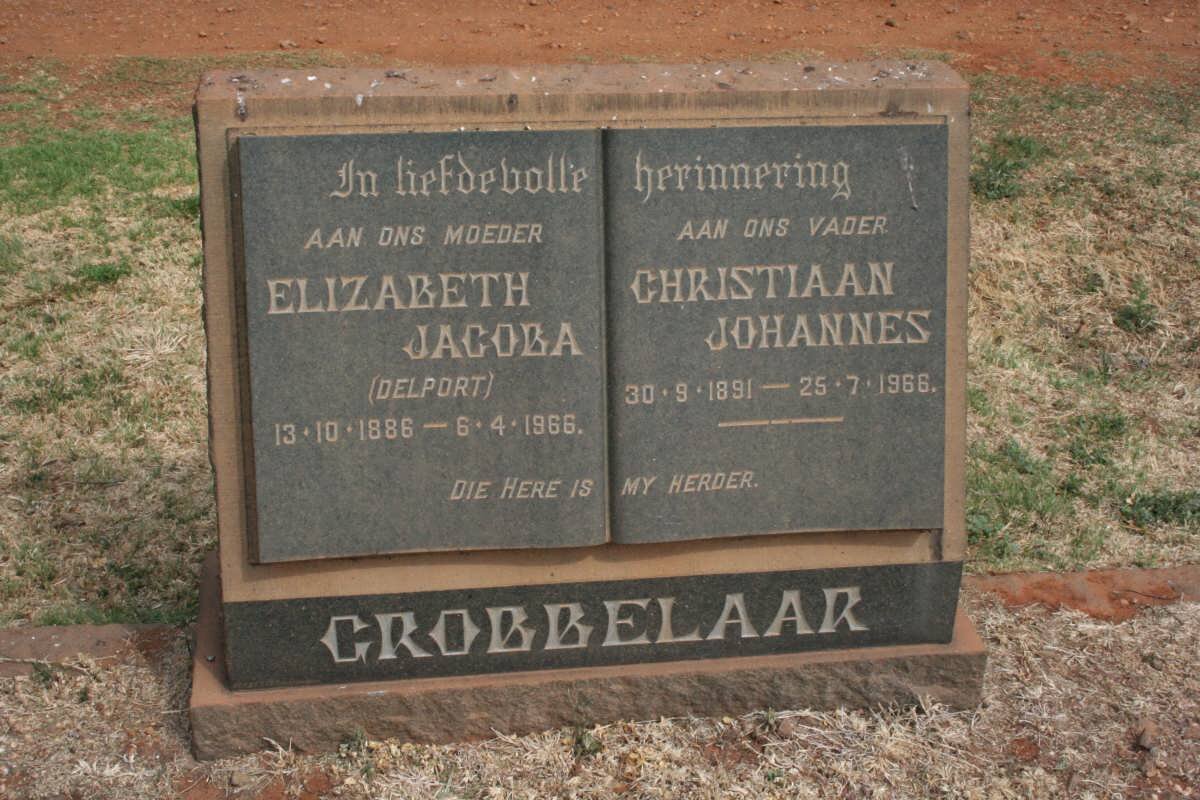 In liefdevolle herinnering
AAN ONS MOEDER
ELIZABETH
JACOBA
(DELPORT)
13·10·1886 — 6·4·1966.
AAN ONS VADER
CHRISTIAAN
JOHANNES
30·9·1891 — 25·7·1966.
DIE HERE IS MY HERDER.
GROBBELAAR